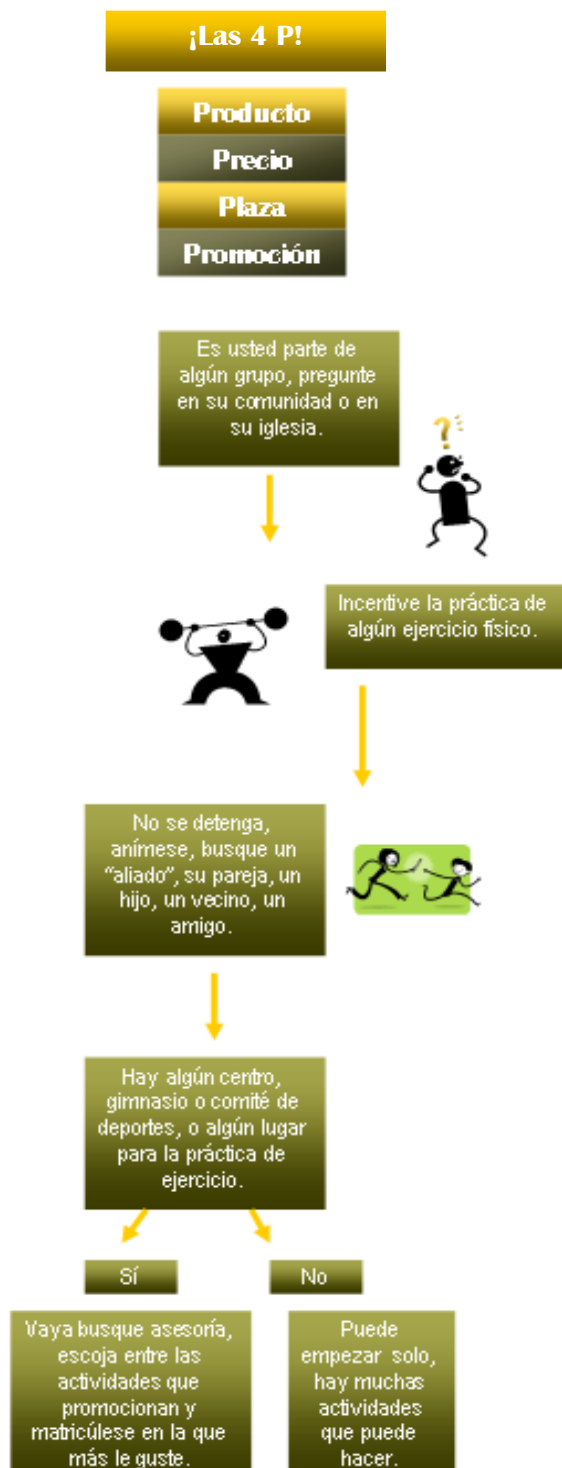 ¡Las 4 P!
Producto
Precio
Plaza
Promoción
Es usted parte de
algún grupo, pregunte
en su comunidad o en
su iglesia.
?
Incentive la práctica de
algún ejercicio físico.
No se detenga,
anímese, busque un
“aliado”, su pareja, un
hijo, un vecino, un
amigo.
Hay algún centro,
gimnasio o comité de
deportes, o algún lugar
para la práctica de
ejercicio.
Sí
No
Vaya busque asesoría,
escoja entre las
actividades que
promocionan y
matricúlese en la que
más le guste.
Puede
empezar solo,
hay muchas
actividades
que puede
hacer.